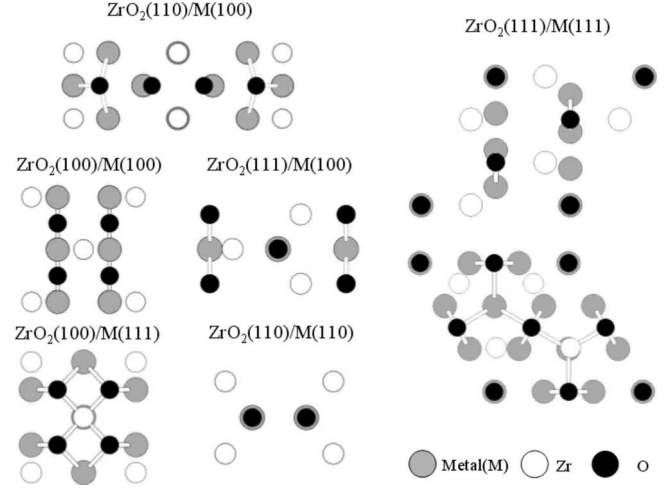 ZrO2(110)/M(100)
ZrO2(111)/M(111)
ZrO2(100)/M(100)
ZrO2(111)/M(100)
ZrO2(100)/M(111)
ZrO2(110)/M(110)
Metal(M)
Zr
O